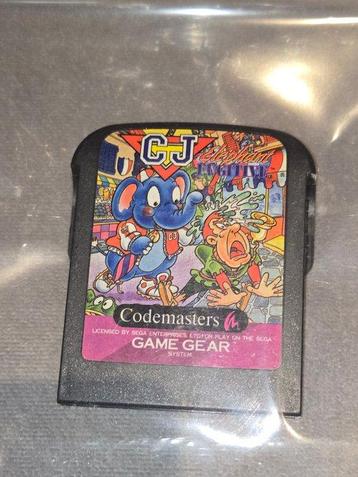 CJ
Elephant
FUGITIVE
Codemasters
LICENSED BY SEGA ENTERPRISES LTD FOR PLAY ON THE SEGA
GAME GEAR
SYSTEM.